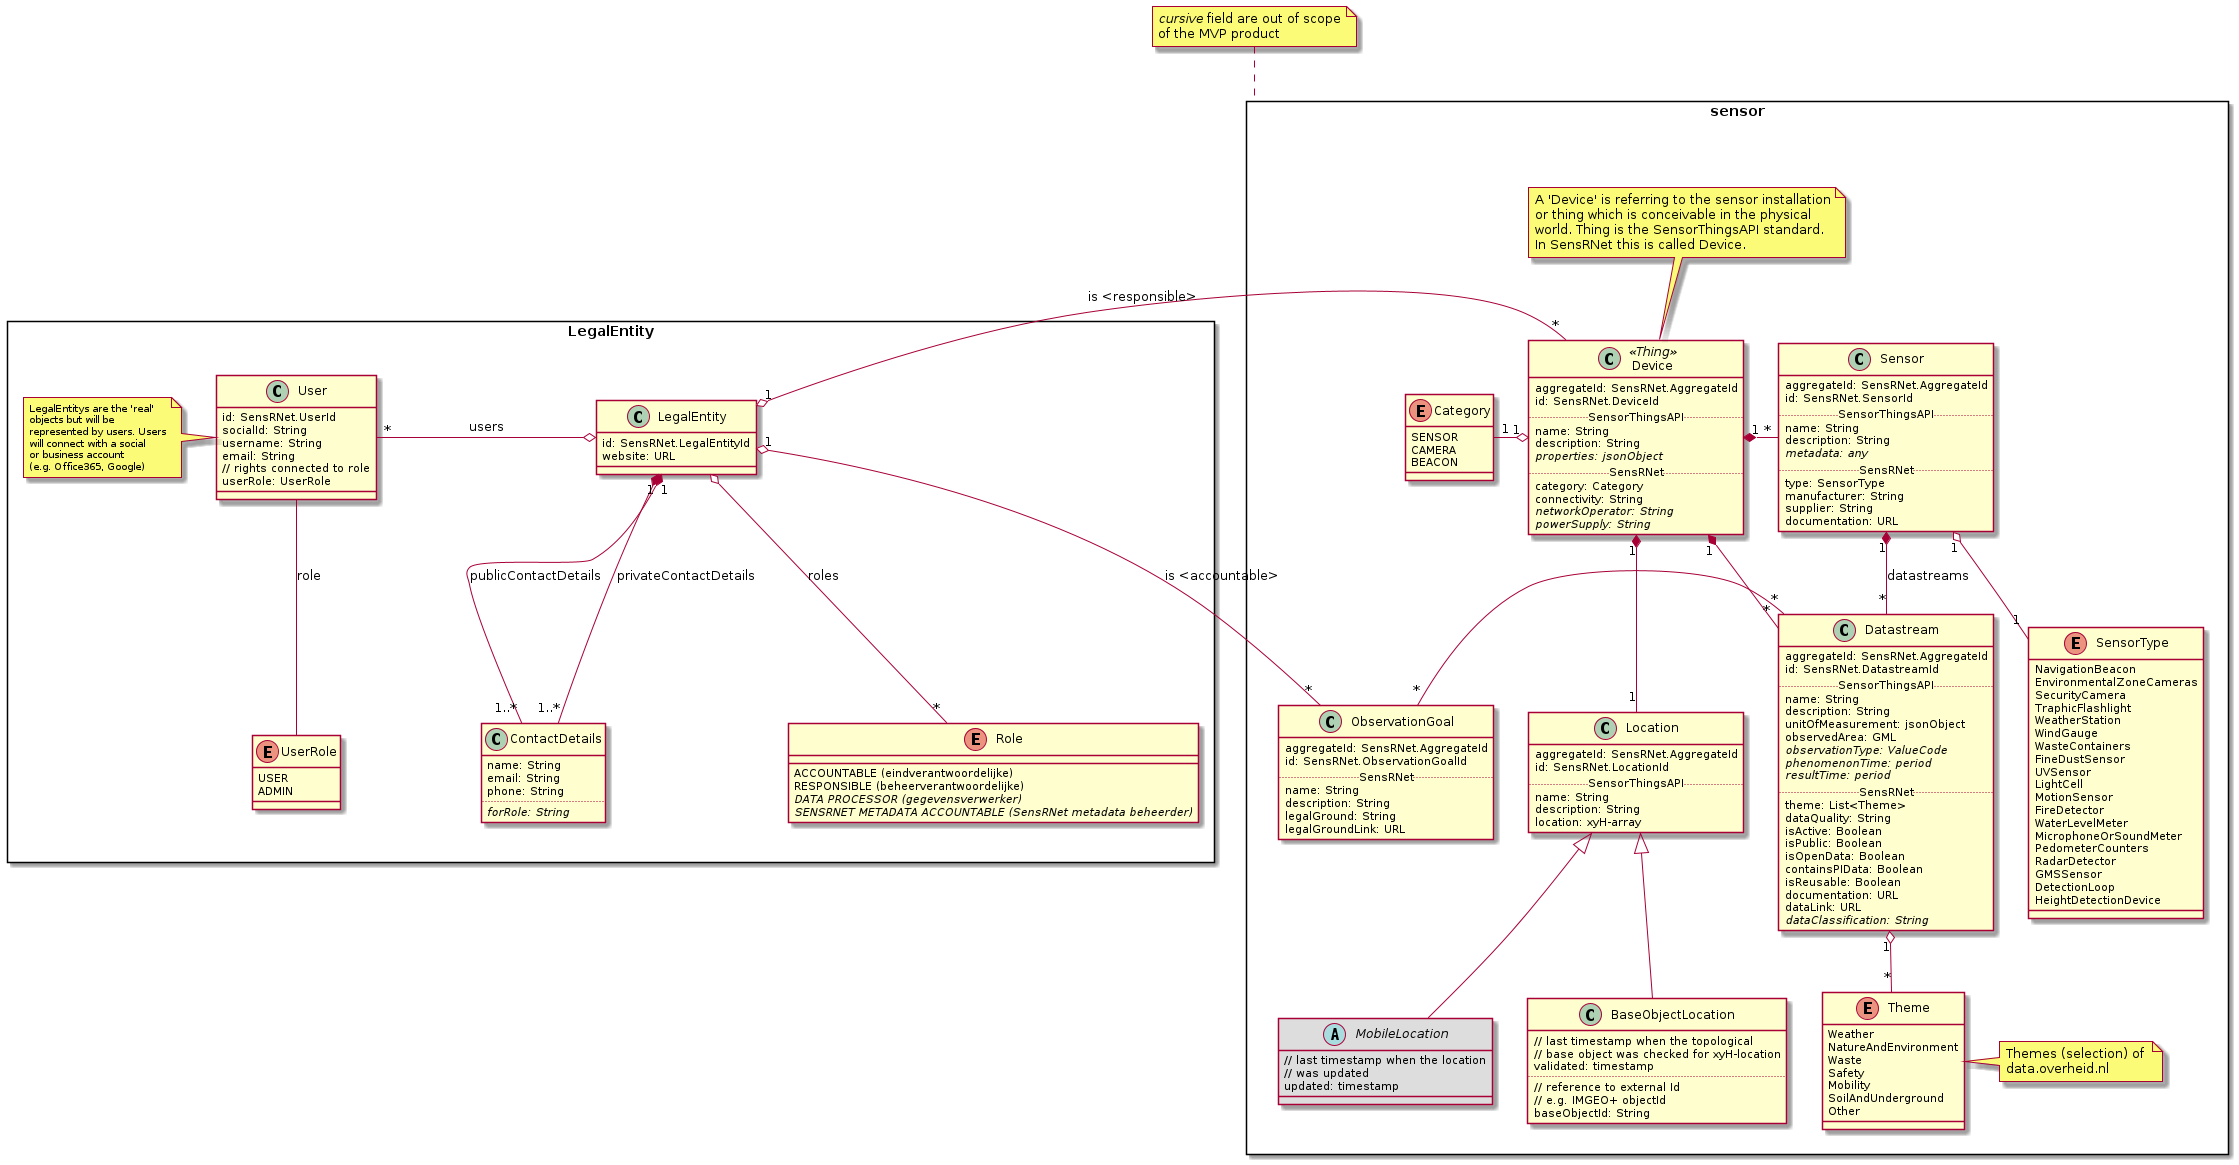 cursive field are out of scope
of the MVP product
sensor
A 'Device' is referring to the sensor installation
or thing which is conceivable in the physical
world. Thing is the SensorThingsAPI standard.
In SensRNet this is called Device.
is <responsible>
*
1
LegalEntity
LegalEntitys are the 'real'
objects but will be
represented by users. Users
will connect with a social
or business account
(e.g. Office365, Google)
User
id: SensRNet.UserId
socialId: String
username: String
email: String
// rights connected to role
userRole: UserRole
*
users
LegalEntity
id: SensRNet.LegalEntityId
website: URL
1
1
1
role
publicContactDetails
privateContactDetails
roles
is <accountable>
1..*
1..*
*
*
UserRole
USER
ADMIN
ContactDetails
name: String
email: String
phone: String
forRole: String
Role
ACCOUNTABLE (eindverantwoordelijke)
RESPONSIBLE (beheerverantwoordelijke)
DATA PROCESSOR (gegevensverwerker)
SENSRNET METADATA ACCOUNTABLE (SensRNet metadata beheerder)
Category
SENSOR
CAMERA
BEACON
1
1
«Thing»
Device
aggregateId: SensRNet.AggregateId
id: SensRNet.DeviceId
SensorThingsAPI
name: String
description: String
properties: jsonObject
SensRNet
category: Category
connectivity: String
networkOperator: String
powerSupply: String
1
*
Sensor
aggregateId: SensRNet.AggregateId
id: SensRNet.SensorId
SensorThingsAPI
name: String
description: String
metadata: any
SensRNet
type: SensorType
manufacturer: String
supplier: String
documentation: URL
1
1
1
1
datastreams
*
*
*
1
*
1
ObservationGoal
aggregateId: SensRNet.AggregateId
id: SensRNet.ObservationGoalId
SensRNet
name: String
description: String
legalGround: String
legalGroundLink: URL
Location
aggregateId: SensRNet.AggregateId
id: SensRNet.LocationId
SensorThingsAPI
name: String
description: String
location: xyH-array
Datastream
aggregateId: SensRNet.AggregateId
id: SensRNet.DatastreamId
SensorThingsAPI
name: String
description: String
unitOfMeasurement: jsonObject
observedArea: GML
observationType: ValueCode
phenomenonTime: period
resultTime: period
SensRNet
theme: List<Theme>
dataQuality: String
isActive: Boolean
isPublic: Boolean
isOpenData: Boolean
containsPIData: Boolean
isReusable: Boolean
documentation: URL
dataLink: URL
dataClassification: String
SensorType
NavigationBeacon
EnvironmentalZoneCameras
SecurityCamera
TraphicFlashlight
WeatherStation
WindGauge
WasteContainers
FineDustSensor
UVSensor
LightCell
MotionSensor
FireDetector
WaterLevelMeter
MicrophoneOrSoundMeter
PedometerCounters
RadarDetector
GMSSensor
DetectionLoop
HeightDetectionDevice
1
*
MobileLocation
// last timestamp when the location
// was updated
updated: timestamp
BaseObjectLocation
// last timestamp when the topological
// base object was checked for xyH-location
validated: timestamp
// reference to external Id
// e.g. IMGEO+ objectId
baseObjectId: String
Theme
Weather
NatureAndEnvironment
Waste
Safety
Mobility
SoilAndUnderground
Other
Themes (selection) of
data.overheid.nl